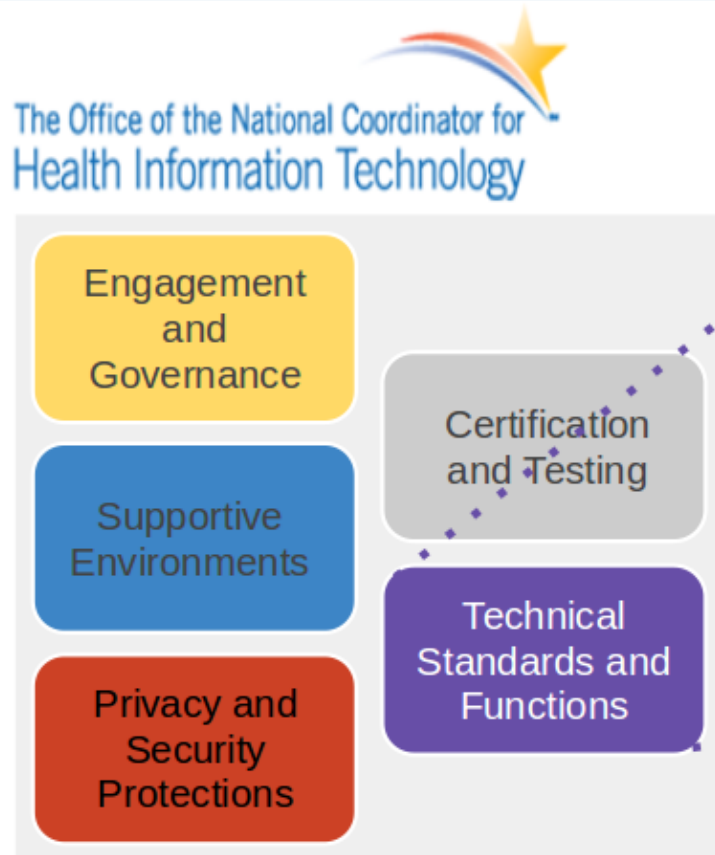 The Office of the National Coordinator for
Health Information Technology
Engagement
and
Governance
Supportive
Environments
Privacy and
Security
Protections
Certification
and Testing
Technical
Standards and
Functions